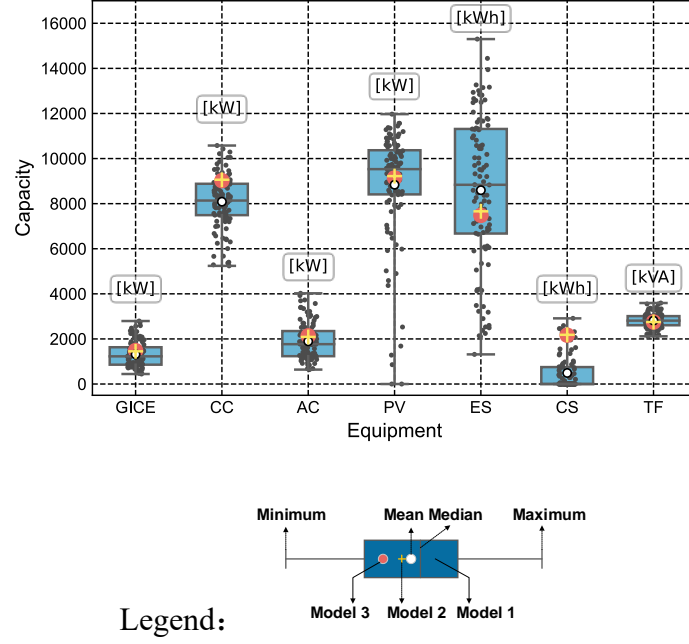 [kWh]
16000
14000
[kW]
[kW]
12000
10000
8000
6000
[kW]
[kWh]
[kVA]
[kW]
4000
2000
0
GICE CC AC PV ES CS TF
Capacity
Equipment
Minimum Mean Median Maximum
Model 3 Model 2 Model 1
Legend：